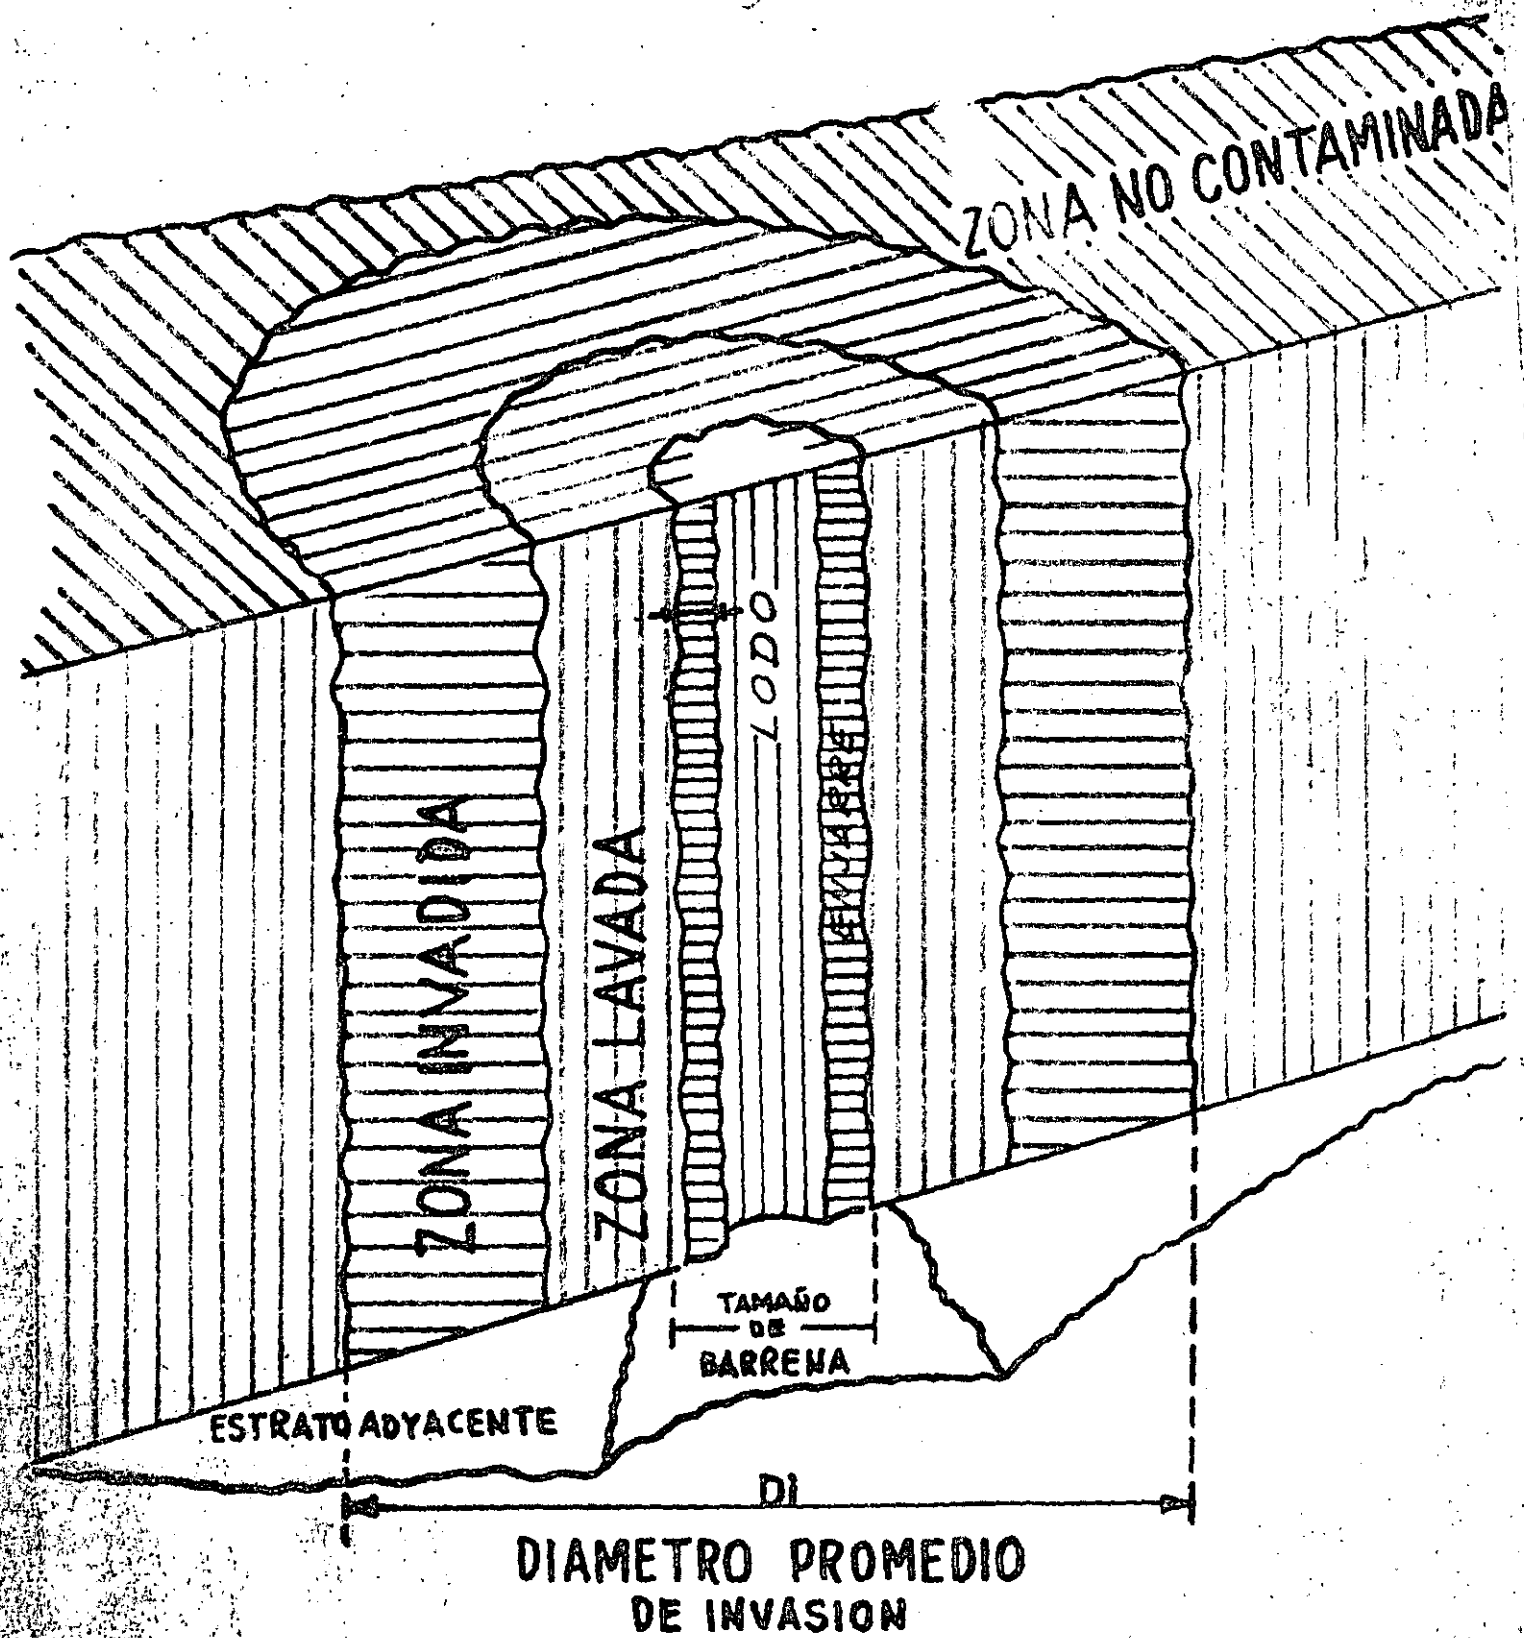 ZONA NO CONTAMINADA
LODO
ENJARRE
ZONA INVADIDA
ZONA LAVADA
TAMAÑO
DE
BARRENA
ESTRATO ADYACENTE
Di
DIAMETRO PROMEDIO
DE INVASION